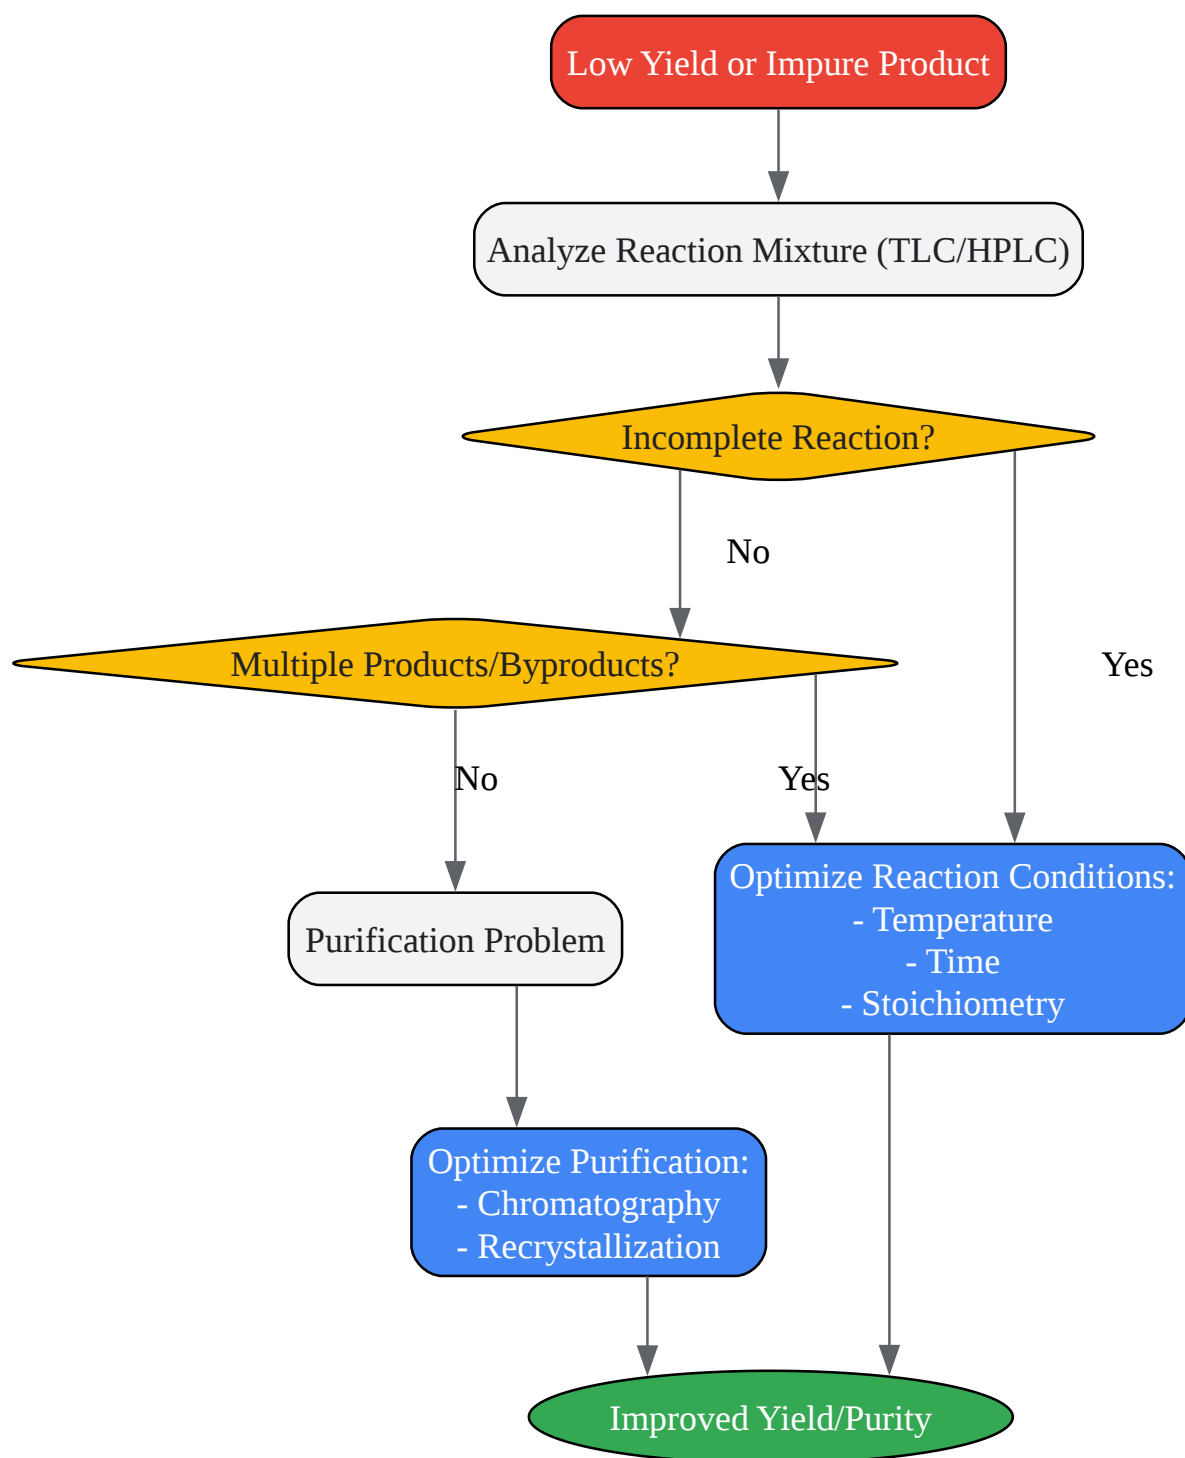 Low Yield or Impure Product
Analyze Reaction Mixture (TLC/HPLC)
Incomplete Reaction?
No
Multiple Products/Byproducts?
Yes
No
Yes
Optimize Reaction Conditions:
- Temperature
- Time
- Stoichiometry
Purification Problem
Optimize Purification:
- Chromatography
- Recrystallization
Improved Yield/Purity